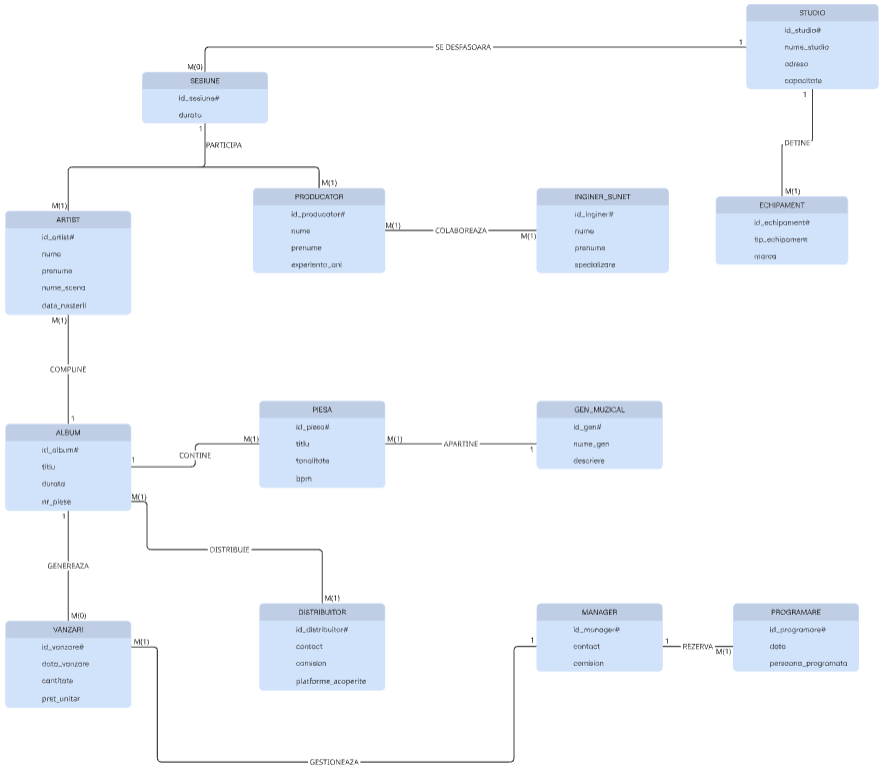 STUDIO
id_studio#
nume_studio
adresa
capacitate
1
SE DESFASOARA
M(0)
SESIUNE
id_sesiune#
durata
1
PARTICIPA
1
DETINE
M(1)
M(1)
PRODUCATOR
id_producator#
nume
prenume
experienta_ani
M(1)
COLABOREAZA
M(1)
INGINER_SUNET
id_inginer#
nume
prenume
specializare
ECHIPAMENT
id_echipament#
tip_echipament
marca
M(1)
ARTIST
id_artist#
nume
prenume
nume_scena
data_nasterii
M(1)
COMPUNE
1
ALBUM
id_album#
titlu
durata
nr_piese
1
CONTINE
M(1)
PIESA
id_piesa#
titlu
tonalitate
bpm
M(1)
APARTINE
1
GEN_MUZICAL
id_gen#
nume_gen
descriere
M(1)
DISTRIBUIE
M(1)
1
GENEREAZA
M(0)
VANZARI
id_vanzare#
data_vanzare
cantitate
pret_unitar
M(1)
DISTRIBUITOR
id_distribuitor#
contact
comision
platforme_acoperite
1
MANAGER
id_manager#
contact
comision
1
REZERVA
M(1)
PROGRAMARE
id_programare#
data
persoana_programata
GESTIONEAZA